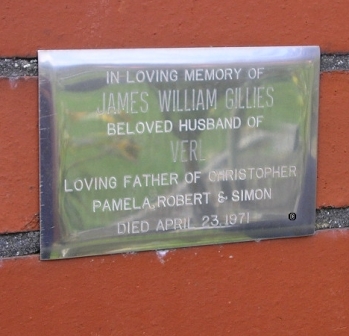 IN LOVING MEMORY OF
JAMES WILLIAM GILLIES
BELOVED HUSBAND OF
VERL
LOVING FATHER OF CHRISTOPHER
PAMELA, ROBERT & SIMON
DIED APRIL 23.1971
®